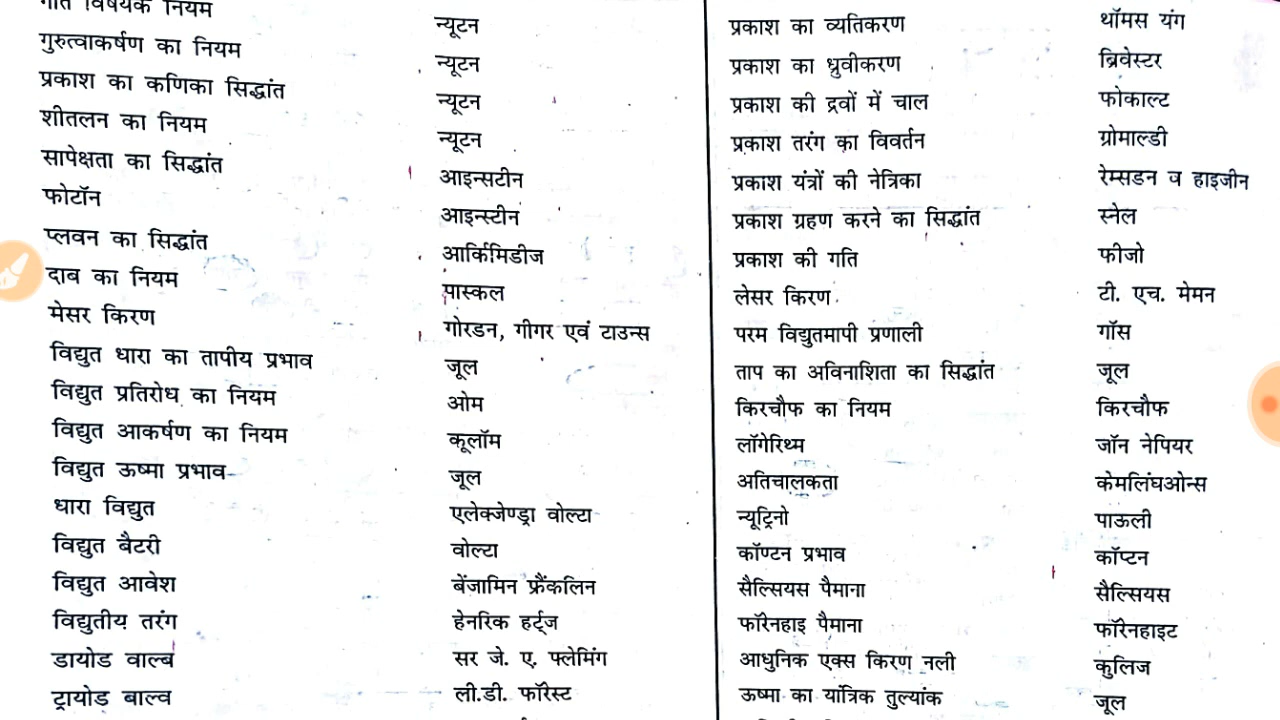 गति विषयक नियम न्यूटन
गुरुत्वाकर्षण का नियम न्यूटन
प्रकाश का कणिका सिद्धांत न्यूटन
शीतलन का नियम न्यूटन
सापेक्षता का सिद्धांत आइन्सटीन
फोटॉन आइन्स्टीन
प्लवन का सिद्धांत आर्किमिडीज
दाब का नियम पास्कल
मेसर किरण गोरडन, गीगर एवं टाउन्स
विद्युत धारा का तापीय प्रभाव जूल
विद्युत प्रतिरोध का नियम ओम
विद्युत आकर्षण का नियम कूलॉम
विद्युत ऊष्मा प्रभाव जूल
धारा विद्युत एलेक्जेण्ड्रा वोल्टा
विद्युत बैटरी वोल्टा
विद्युत आवेश बेंजामिन फ्रैंकलिन
विद्युतीय तरंग हेनरिक हर्ट्ज
डायोड वाल्ब सर जे. ए. फ्लेमिंग
ट्रायोड बाल्व ली.डी. फॉरेस्ट
प्रकाश का व्यतिकरण थॉमस यंग
प्रकाश का ध्रुवीकरण ब्रिवेस्टर
प्रकाश की द्रवों में चाल फोकाल्ट
प्रकाश तरंग का विवर्तन ग्रोमाल्डी
प्रकाश यंत्रों की नेत्रिका रेम्सडन व हाइजीन
प्रकाश ग्रहण करने का सिद्धांत स्नेल
प्रकाश की गति फीजो
लेसर किरण टी. एच. मेमन
परम विद्युतमापी प्रणाली गॉस
ताप का अविनाशिता का सिद्धांत जूल
किरचौफ का नियम किरचौफ
लॉगेरिथ्म जॉन नेपियर
अतिचालकता केमलिंघओन्स
न्यूट्रिनो पाऊली
कॉण्टन प्रभाव कॉप्टन
सैल्सियस पैमाना सैल्सियस
फॉरेनहाइ पैमाना फॉरेनहाइट
आधुनिक एक्स किरण नली कुलिज
ऊष्मा का यांत्रिक तुल्यांक जूल